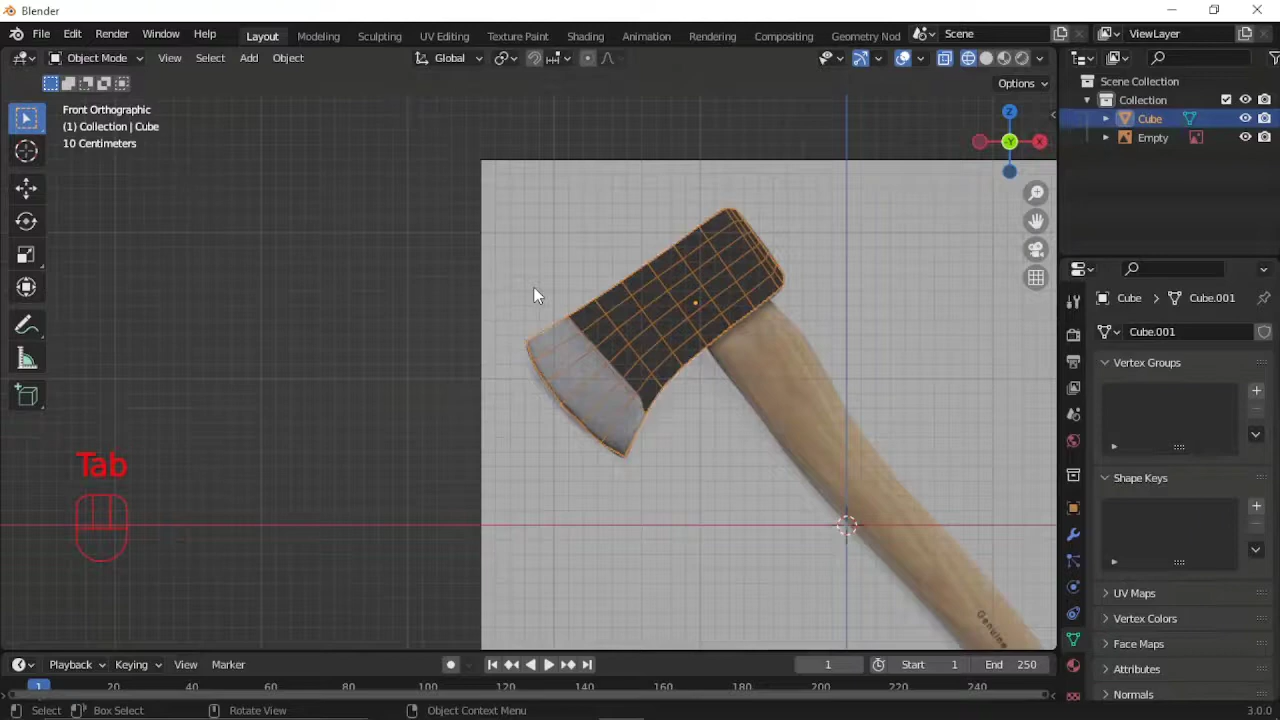 Blender
File Edit Render Window Help
Layout Modeling Sculpting UV Editing Texture Paint Shading Animation Rendering Compositing Geometry Nod
Scene
ViewLayer
Object Mode View Select Add Object
Global
Options
Front Orthographic
(1) Collection | Cube
10 Centimeters
Z
-Y
X
Scene Collection
Collection
Cube
Empty
Cube
Cube.001
Cube.001
Vertex Groups
Shape Keys
UV Maps
Vertex Colors
Face Maps
Attributes
Normals
Tab
Genuine
Playback Keying View Marker
1 Start 1 End 250
1 20 40 60 80 100 120 140 160 180 200 220 240
Select Box Select Rotate View Object Context Menu 3.0.0